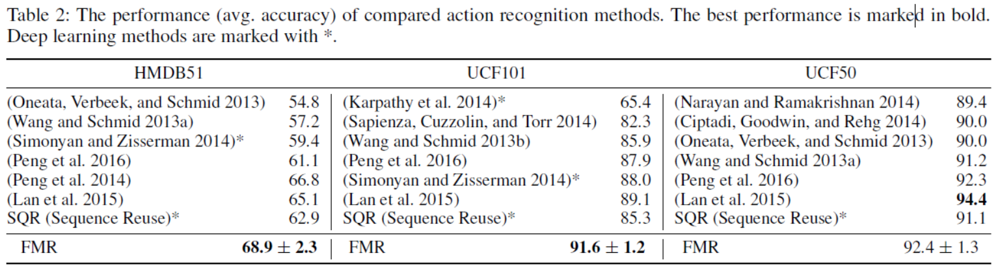 Table 2: The performance (avg. accuracy) of compared action recognition methods. The best performance is marked in bold.
Deep learning methods are marked with *.
HMDB51 UCF101 UCF50
(Oneata, Verbeek, and Schmid 2013) 54.8 (Karpathy et al. 2014)* 65.4 (Narayan and Ramakrishnan 2014) 89.4
(Wang and Schmid 2013a) 57.2 (Sapienza, Cuzzolin, and Torr 2014) 82.3 (Ciptadi, Goodwin, and Rehg 2014) 90.0
(Simonyan and Zisserman 2014)* 59.4 (Wang and Schmid 2013b) 85.9 (Oneata, Verbeek, and Schmid 2013) 90.0
(Peng et al. 2016) 61.1 (Peng et al. 2016) 87.9 (Wang and Schmid 2013a) 91.2
(Peng et al. 2014) 66.8 (Simonyan and Zisserman 2014)* 88.0 (Peng et al. 2016) 92.3
(Lan et al. 2015) 65.1 (Lan et al. 2015) 89.1 (Lan et al. 2015) 94.4
SQR (Sequence Reuse)* 62.9 SQR (Sequence Reuse)* 85.3 SQR (Sequence Reuse)* 91.1
FMR 68.9 ± 2.3 FMR 91.6 ± 1.2 FMR 92.4 ± 1.3